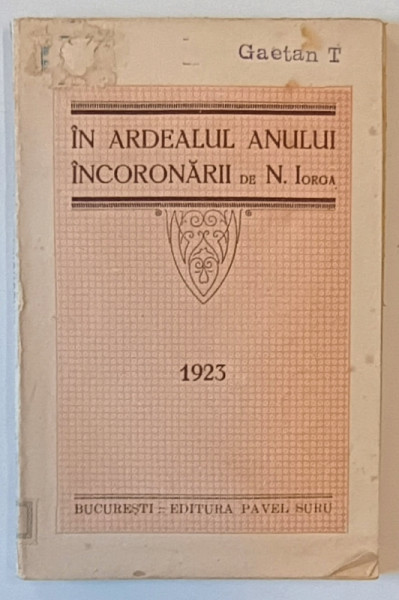 Gaetan T
ÎN ARDEALUL ANULUI
ÎNCORONĂRII DE N. IORGA
1923
BUCUREȘTI = EDITURA PAVEL SURU